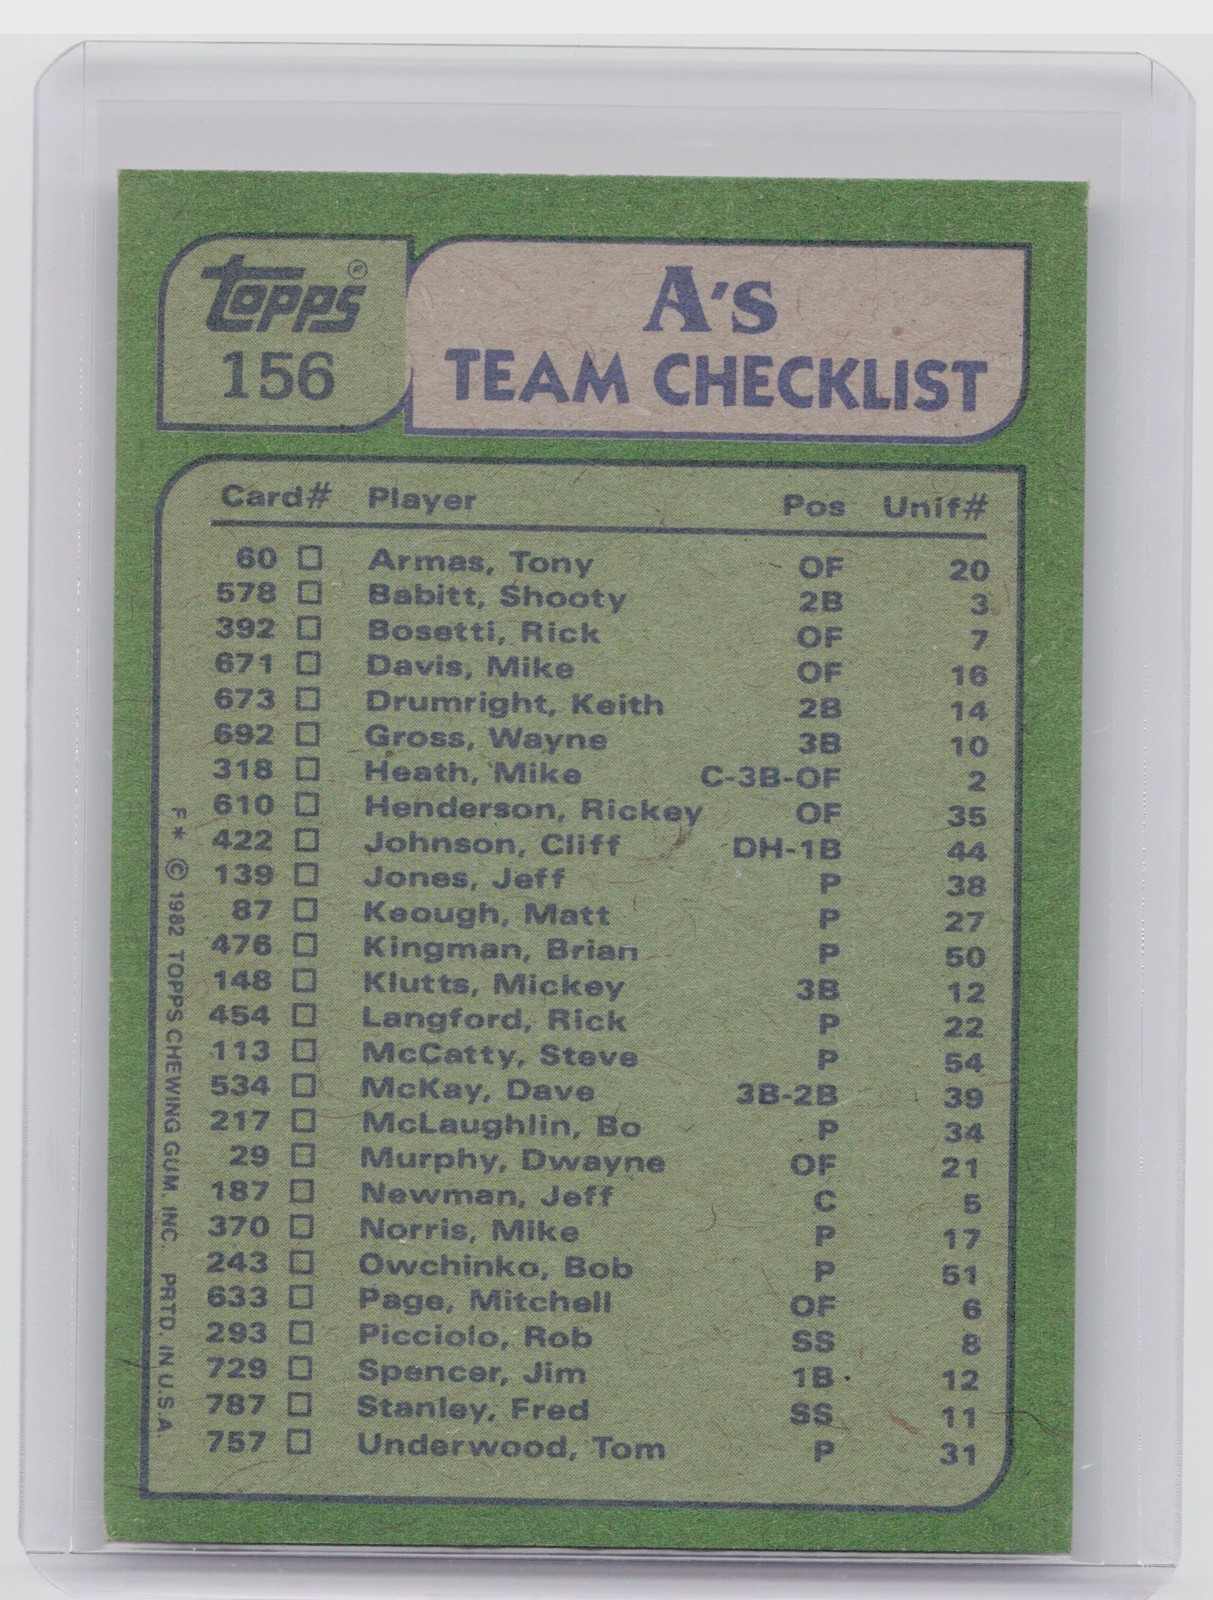 Topps®
156
A's
TEAM CHECKLIST
Card# Player Pos Unif#
60 □ Armas, Tony OF 20
578 □ Babitt, Shooty 2B 3
392 □ Bosetti, Rick OF 7
671 □ Davis, Mike OF 16
673 □ Drumright, Keith 2B 14
692 □ Gross, Wayne 3B 10
318 □ Heath, Mike C-3B-OF 2
610 □ Henderson, Rickey OF 35
422 □ Johnson, Cliff DH-1B 44
139 □ Jones, Jeff P 38
87 □ Keough, Matt P 27
476 □ Kingman, Brian P 50
148 □ Klutts, Mickey 3B 12
454 □ Langford, Rick P 22
113 □ McCatty, Steve P 54
534 □ McKay, Dave 3B-2B 39
217 □ McLaughlin, Bo P 34
29 □ Murphy, Dwayne OF 21
187 □ Newman, Jeff C 5
370 □ Norris, Mike P 17
243 □ Owchinko, Bob P 51
633 □ Page, Mitchell OF 6
293 □ Picciolo, Rob SS 8
729 □ Spencer, Jim 1B 12
787 □ Stanley, Fred SS 11
757 □ Underwood, Tom P 31
F* © 1982 TOPPS CHEWING GUM, INC. PRTD. IN U.S.A.